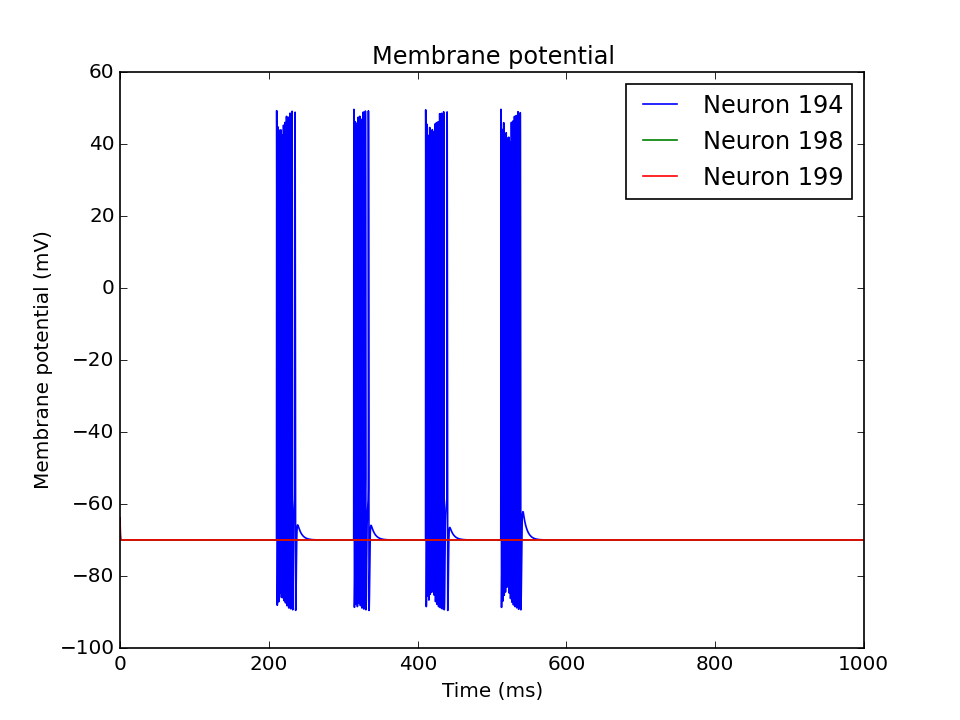 Membrane potential
60
40
20
0
−20
−40
−60
−80
−100
Membrane potential (mV)
Neuron 194
Neuron 198
Neuron 199
0 200 400 600 800 1000
Time (ms)